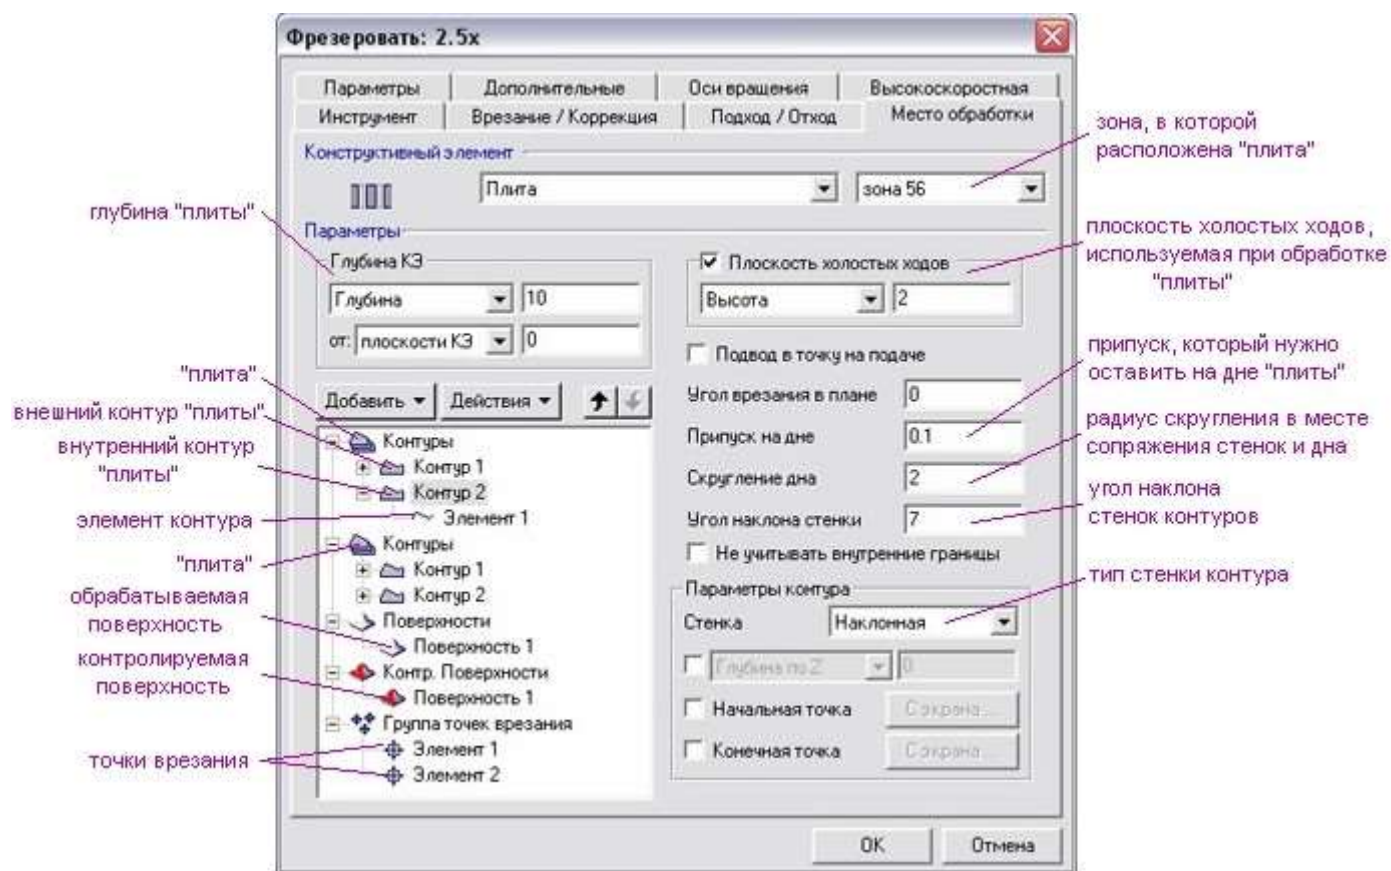 Фрезеровать: 2.5x
Параметры Дополнительные Оси вращения Высокоскоростная
Инструмент Врезание / Коррекция Подход / Отход Место обработки
зона, в которой
расположена "плита"
Конструктивный элемент
Плита зона 56
глубина "плиты"
Параметры
плоскость холостых ходов,
используемая при обработке
"плиты"
Глубина КЭ
Глубина 10
от: плоскости КЭ 0
Плоскость холостых ходов
Высота 2
Подвод в точку на подаче
припуск, который нужно
оставить на дне "плиты"
"плита"
внешний контур "плиты"
внутренний контур
"плиты"
элемент контура
"плита"
обрабатываемая
поверхность
контролируемая
поверхность
точки врезания
Добавить Действия
Контуры
Контур 1
Контур 2
Элемент 1
Контуры
Контур 1
Контур 2
Поверхности
Поверхность 1
Контр. Поверхности
Поверхность 1
Группа точек врезания
Элемент 1
Элемент 2
Угол врезания в плане 0
Припуск на дне 0.1
Скругление дна 2
Угол наклона стенки 7
Не учитывать внутренние границы
Параметры контура
Стенка Наклонная
Глубина по Z 0
Начальная точка С экрана...
Конечная точка С экрана...
радиус скругления в месте
сопряжения стенок и дна
угол наклона
стенок контуров
тип стенки контура
OK Отмена